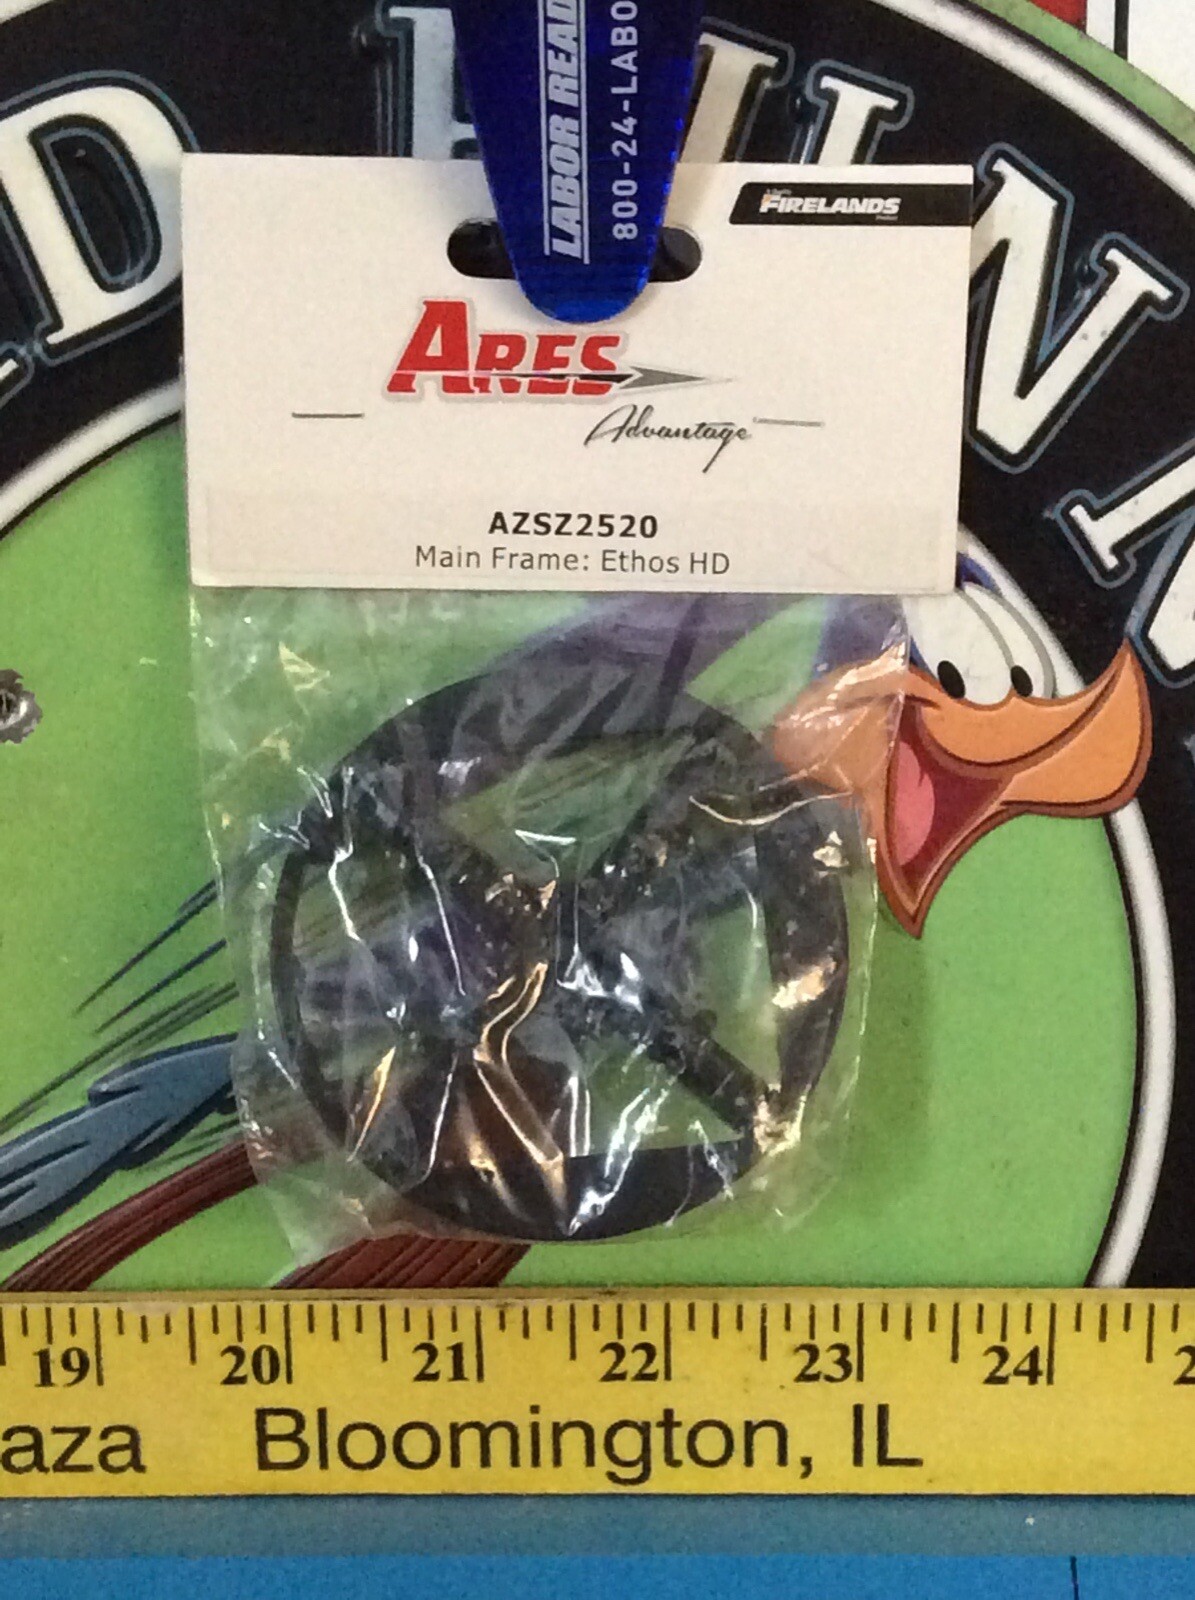 LABOR READ
800-24-LABO
FIRELANDS
ARES
Advantage
AZSZ2520
Main Frame: Ethos HD
19 20 21 22 23 24 2
aza Bloomington, IL